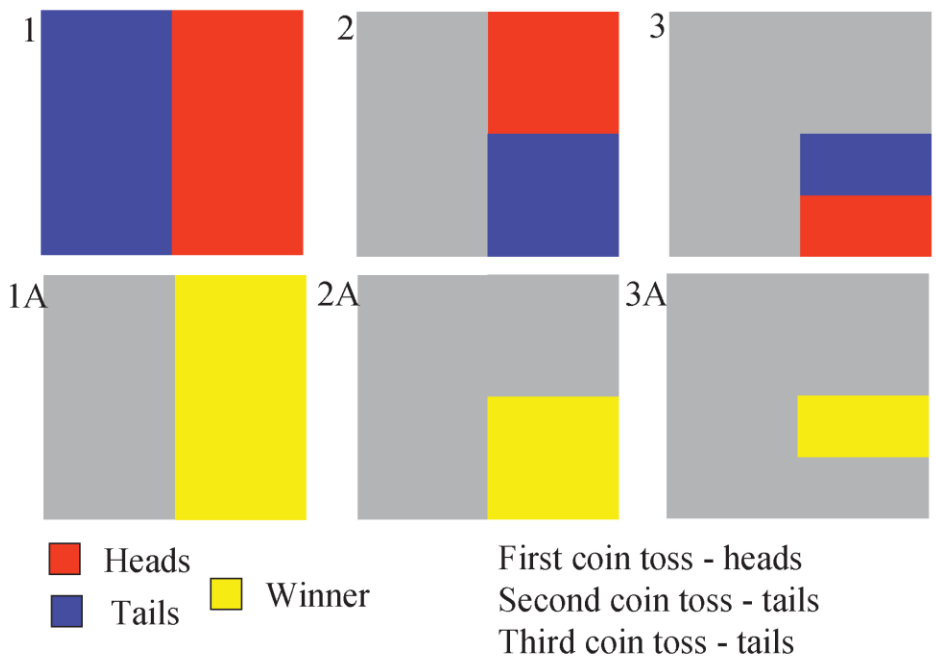 1
2
3
1A
2A
3A
Heads
Tails
Winner
First coin toss - heads
Second coin toss - tails
Third coin toss - tails